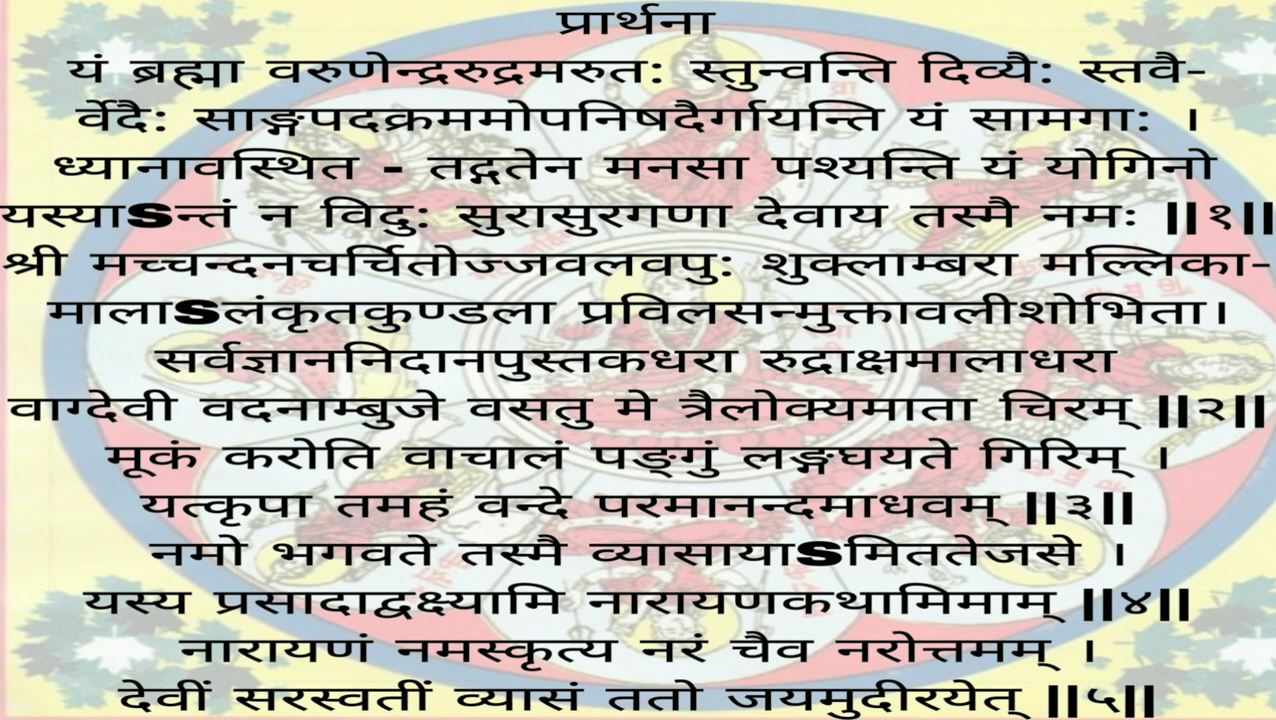 प्रार्थना
यं ब्रह्मा वरुणेन्द्ररुद्रमरुत: स्तुन्वन्ति दिव्यै: स्तवै-
र्वेदै: साङ्गपदक्रममोपनिषदैर्गायन्ति यं सामगा: ।
ध्यानावस्थित - तद्गतेन मनसा पश्यन्ति यं योगिनो
यस्याSन्तं न विदु: सुरासुरगणा देवाय तस्मै नमः ||१||
श्री मच्चन्दनचर्चितोज्जवलवपु: शुक्लाम्बरा मल्लिका-
मालाSलंकृतकुण्डला प्रविलसन्मुक्तावलीशोभिता।
सर्वज्ञाननिदानपुस्तकधरा रुद्राक्षमालाधरा
वाग्देवी वदनाम्बुजे वसतु मे त्रैलोक्यमाता चिरम् ||२||
मूकं करोति वाचालं पङ्गुं लङ्गघयते गिरिम् ।
यत्कृपा तमहं वन्दे परमानन्दमाधवम् ||३||
नमो भगवते तस्मै व्यासायाSमिततेजसे ।
यस्य प्रसादाद्वक्ष्यामि नारायणकथामिमाम् ||४||
नारायणं नमस्कृत्य नरं चैव नरोत्तमम् ।
देवीं सरस्वतीं व्यासं ततो जयमुदीरयेत् ||५||